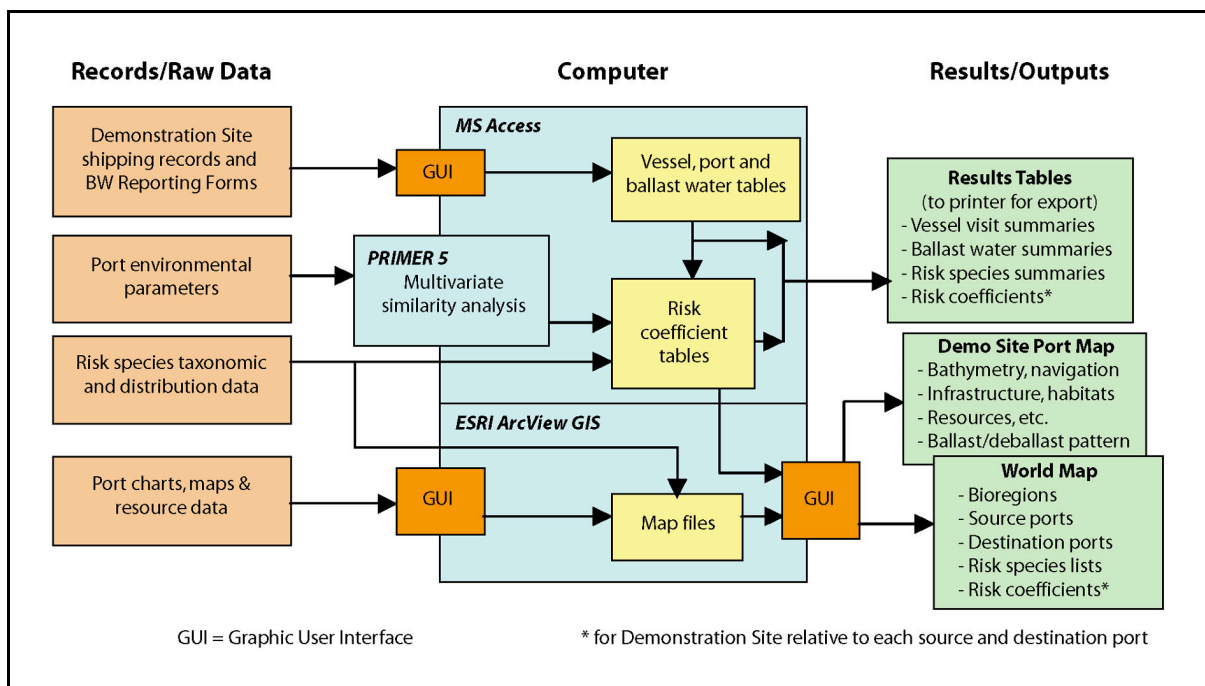 Records/Raw Data
Computer
Results/Outputs
Demonstration Site
shipping records and
BW Reporting Forms
Port environmental
parameters
Risk species taxonomic
and distribution data
Port charts, maps &
resource data
MS Access
GUI
Vessel, port and
ballast water tables
PRIMER 5
Multivariate
similarity analysis
Risk
coefficient
tables
ESRI ArcView GIS
GUI
Map files
GUI
Results Tables
(to printer for export)
- Vessel visit summaries
- Ballast water summaries
- Risk species summaries
- Risk coefficients*
Demo Site Port Map
- Bathymetry, navigation
- Infrastructure, habitats
- Resources, etc.
- Ballast/deballast pattern
World Map
- Bioregions
- Source ports
- Destination ports
- Risk species lists
- Risk coefficients*
GUI = Graphic User Interface
* for Demonstration Site relative to each source and destination port